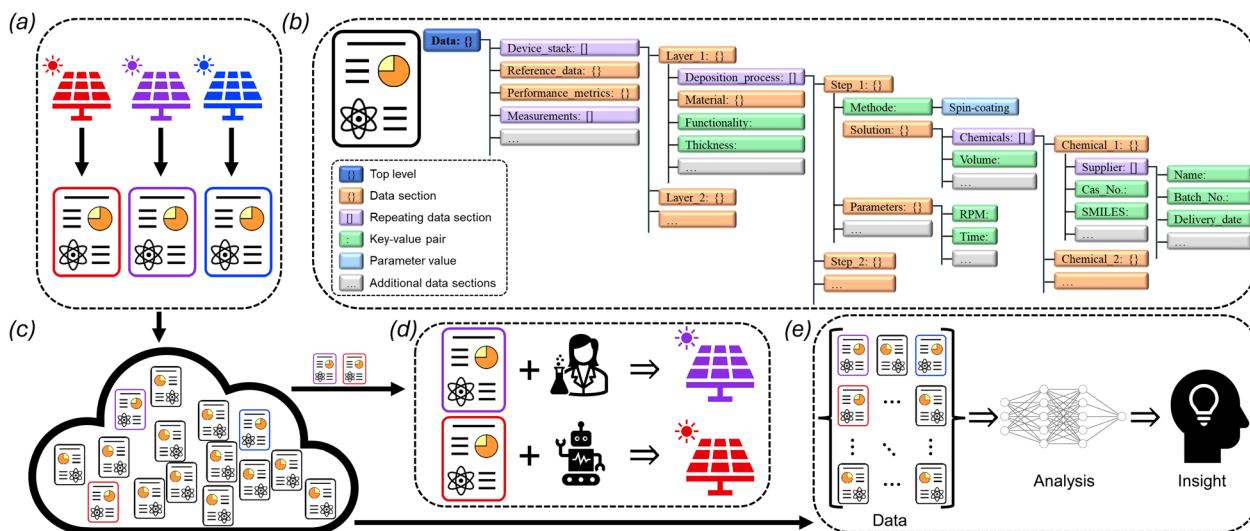 (a)
(b)
Data: {}
Device_stack: []
Reference_data: {}
Performance_metrics: {}
Measurements: []
...
Layer_1: {}
Deposition_process: []
Material: {}
Functionality:
Thickness:
...
Layer_2: {}
...
Step_1: {}
Methode:
Spin-coating
Solution: {}
Chemicals: []
Volume:
...
Parameters: {}
...
RPM:
Time:
...
Step_2: {}
...
Chemical_1: {}
Supplier: []
Cas_No.:
SMILES:
...
Chemical_2: {}
...
Name:
Batch_No.:
Delivery_date
...
{} Top level
{} Data section
[] Repeating data section
: Key-value pair
Parameter value
... Additional data sections
(c)
(d)
(e)
Data
Analysis
Insight